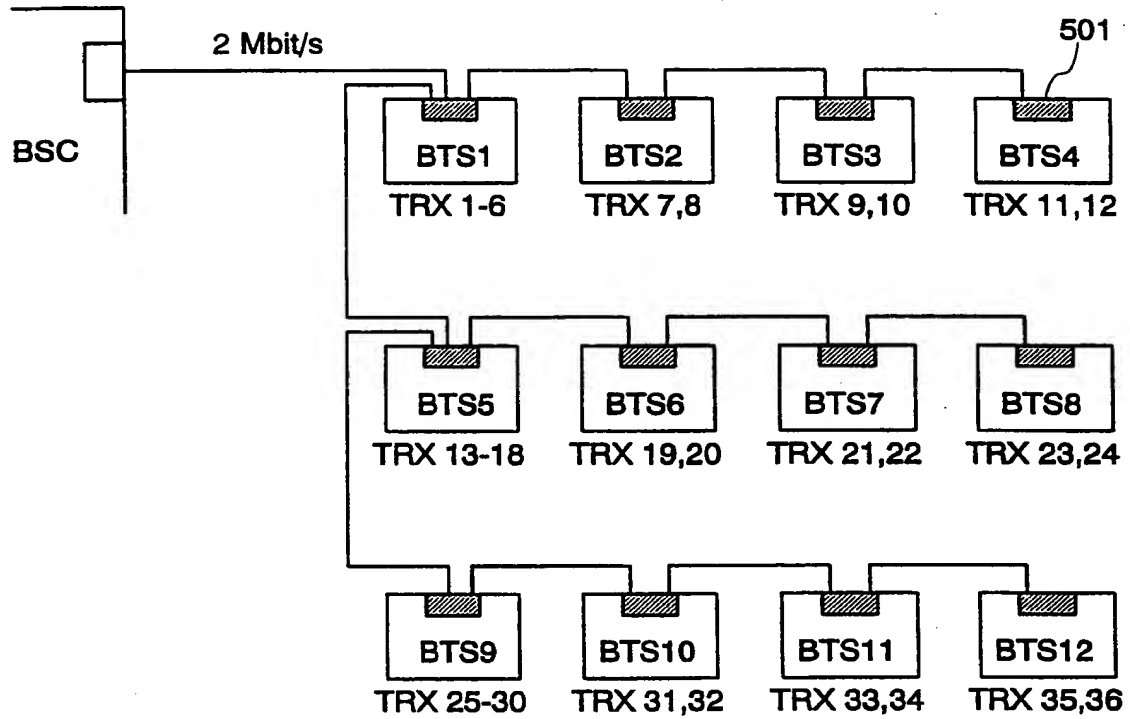 501
2 Mbit/s
BSC
BTS1 BTS2 BTS3 BTS4
TRX 1-6 TRX 7,8 TRX 9,10 TRX 11,12
BTS5 BTS6 BTS7 BTS8
TRX 13-18 TRX 19,20 TRX 21,22 TRX 23,24
BTS9 BTS10 BTS11 BTS12
TRX 25-30 TRX 31,32 TRX 33,34 TRX 35,36